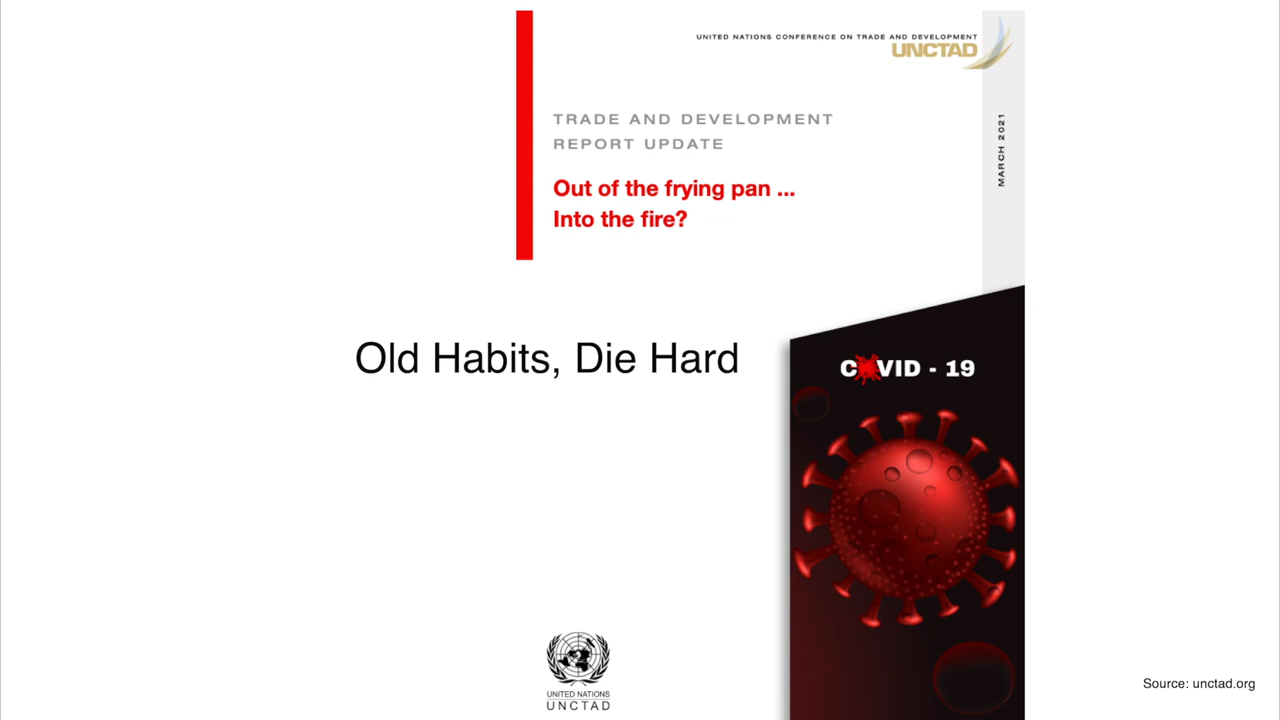 UNITED NATIONS CONFERENCE ON TRADE AND DEVELOPMENT
UNCTAD
MARCH 2021
TRADE AND DEVELOPMENT
REPORT UPDATE
Out of the frying pan ...
Into the fire?
Old Habits, Die Hard
COVID - 19
UNITED NATIONS
UNCTAD
Source: unctad.org